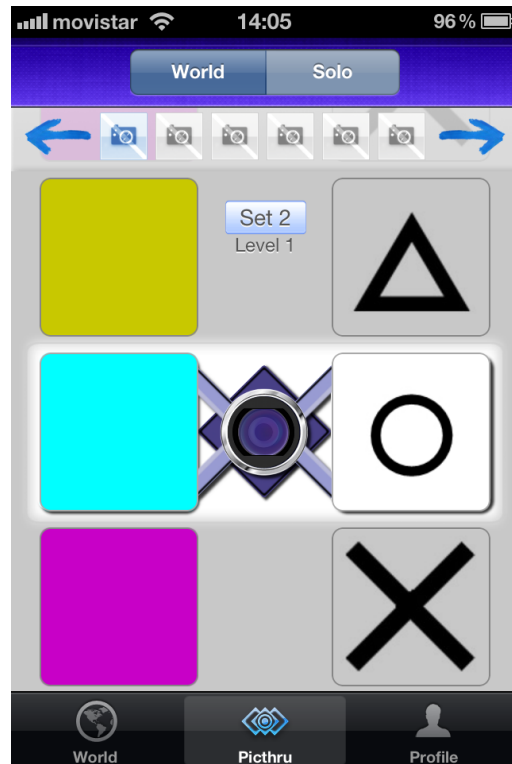 movistar 14:05 96 %
World Solo
Set 2
Level 1
World Picthru Profile